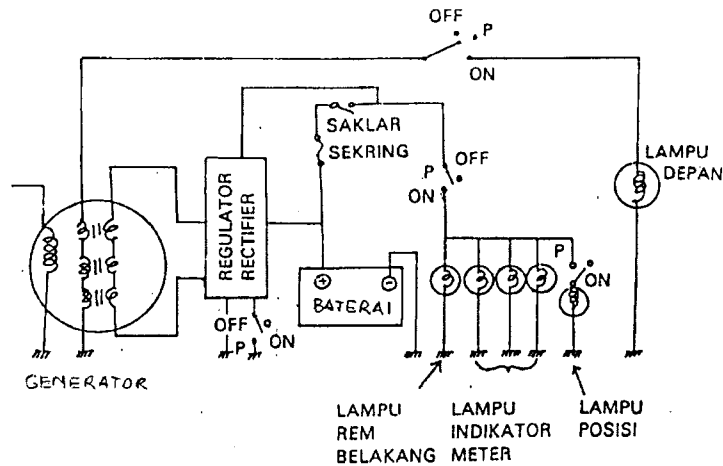 OFF
P
ON
SAKLAR
SEKRING
P
OFF
ON
LAMPU
DEPAN
REGULATOR
RECTIFIER
P
ON
+
-
BATERAI
OFF
ON
P
GENERATOR
LAMPU
REM
BELAKANG
LAMPU
INDIKATOR
METER
LAMPU
POSISI